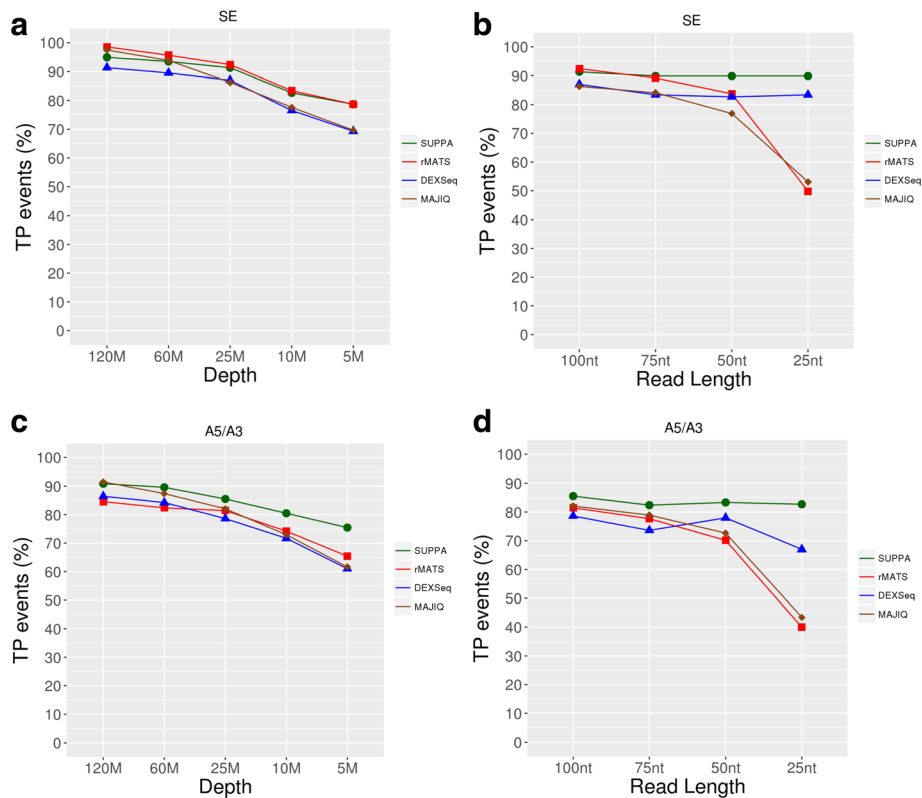 a
SE
TP events (%)
100
90
80
70
60
50
40
30
20
10
0
120M 60M 25M 10M 5M
Depth
SUPPA
rMATS
DEXSeq
MAJIQ
b
SE
TP events (%)
100
90
80
70
60
50
40
30
20
10
0
100nt 75nt 50nt 25nt
Read Length
SUPPA
rMATS
DEXSeq
MAJIQ
c
A5/A3
TP events (%)
100
90
80
70
60
50
40
30
20
10
0
120M 60M 25M 10M 5M
Depth
SUPPA
rMATS
DEXSeq
MAJIQ
d
A5/A3
TP events (%)
100
90
80
70
60
50
40
30
20
10
0
100nt 75nt 50nt 25nt
Read Length
SUPPA
rMATS
DEXSeq
MAJIQ